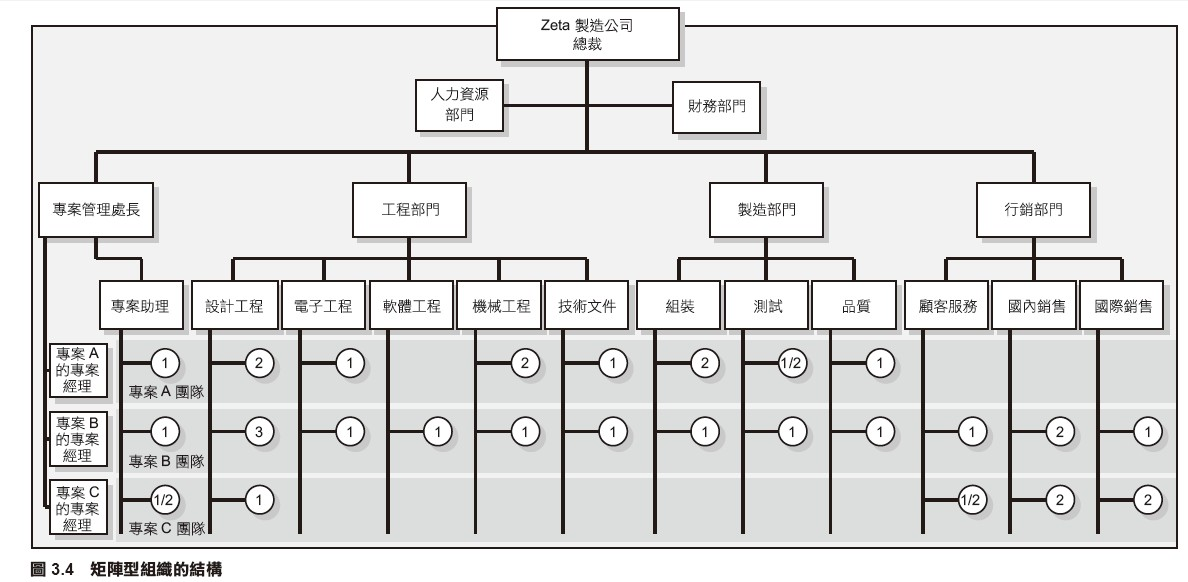 Zeta 製造公司
總裁
人力資源
部門
財務部門
專案管理處長
工程部門
製造部門
行銷部門
專案助理
設計工程
電子工程
軟體工程
機械工程
技術文件
組裝
測試
品質
顧客服務
國內銷售
國際銷售
專案 A
的專案
經理
1
2
1
2
1
2
1/2
1
專案 A 團隊
專案 B
的專案
經理
1
3
1
1
1
1
1
1
1
1
2
1
專案 B 團隊
專案 C
的專案
經理
1/2
1
1/2
2
2
專案 C 團隊
圖 3.4 矩陣型組織的結構